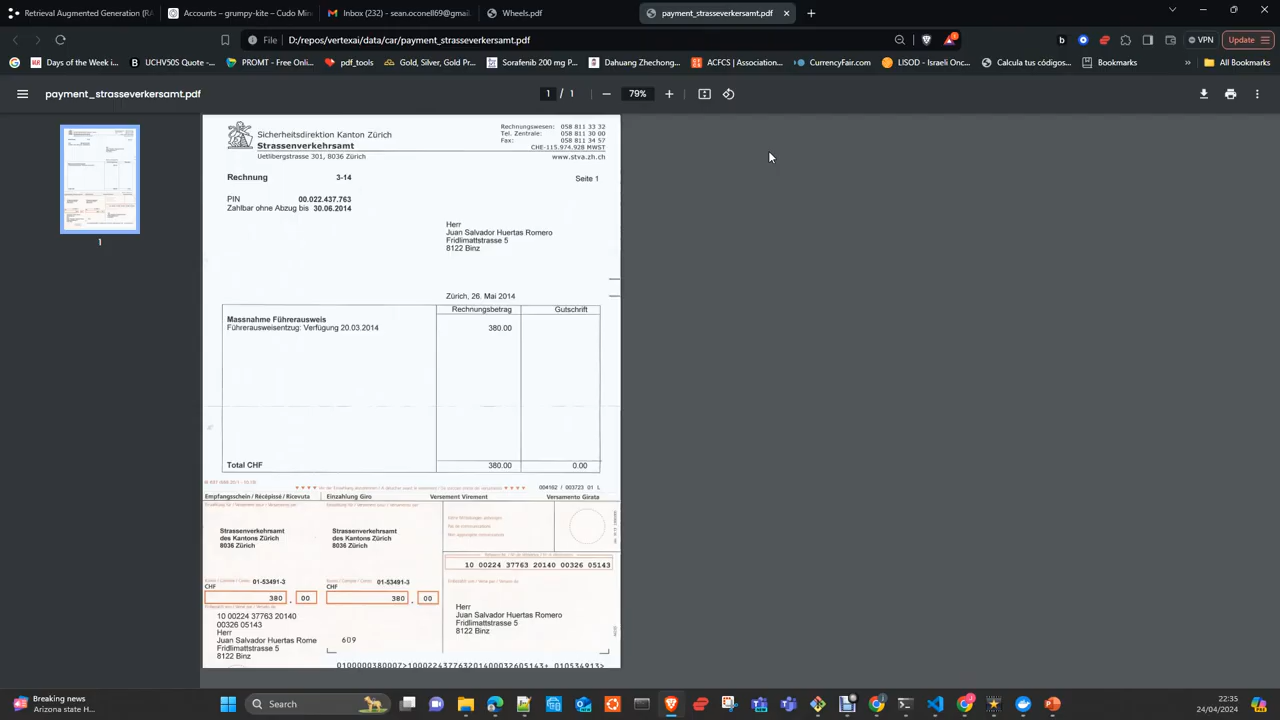 Retrieval Augmented Generation (RA
Accounts - Anycoindirect - Cudo Min
Inbox (232) - sean.oconell69@gmail.
Wheels.pdf
payment_strasseverkersamt.pdf
File D:/repos/vertexai/data/car/payment_strasseverkersamt.pdf
VPN
Update
Days of the week i...
UCHV50S Quote -...
PROMT - Free Onli...
pdf_tools
Gold, Silver, Gold Pr...
Sorafenib 200 mg P...
Dahuang Zhechong...
ACFCS | Association...
CurrencyFair.com
LISOD - Israeli Onc...
Calcula tus códigos...
Bookmarks
»
All Bookmarks
payment_strasseverkersamt.pdf
1 / 1
79%
1
Sicherheitsdirektion Kanton Zürich
Strassenverkehrsamt
Uetlibergstrasse 301, 8036 Zürich
Rechnungswesen: 058 811 33 32
Tel. Zentrale: 058 811 30 00
Fax: 058 811 34 57
CHE-115.974.928 MWST
www.stva.zh.ch
Rechnung 3-14
Seite 1
PIN 00.022.437.763
Zahlbar ohne Abzug bis 30.06.2014
Herr
Juan Salvador Huertas Romero
Fridlimattstrasse 5
8122 Binz
Zürich, 26. Mai 2014
Rechnungsbetrag Gutschrift
Massnahme Führerausweis
Führerausweisentzug: Verfügung 20.03.2014 380.00
Total CHF 380.00 0.00
004162 / 003723 01 L
Empfangsschein / Récépissé / Ricevuta
Einzahlung Giro
Versement Virement
Versamento Girata
Strassenverkehrsamt
des Kantons Zürich
8036 Zürich
Strassenverkehrsamt
des Kantons Zürich
8036 Zürich
10 00224 37763 20140 00326 05143
01-53491-3
CHF
380 . 00
01-53491-3
CHF
380 . 00
10 00224 37763 20140
00326 05143
Herr
Juan Salvador Huertas Rome
Fridlimattstrasse 5
8122 Binz
609
Herr
Juan Salvador Huertas Romero
Fridlimattstrasse 5
8122 Binz
0100000380007>100022437763201400032605143+ 010534913>
Breaking news
Arizona state H...
Search
22:35
24/04/2024